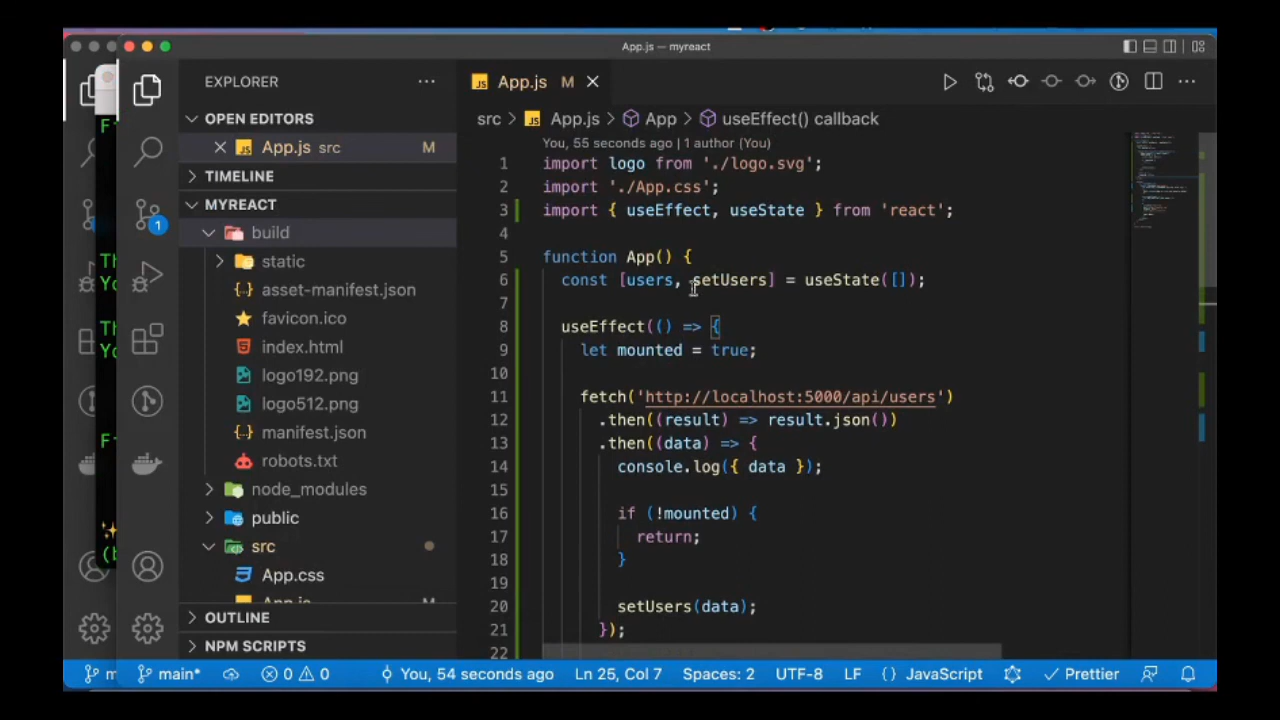 App.js — myreact
EXPLORER
OPEN EDITORS
App.js src M
TIMELINE
MYREACT
build
static
asset-manifest.json
favicon.ico
index.html
logo192.png
logo512.png
manifest.json
robots.txt
node_modules
public
src
App.css
App.js M
OUTLINE
NPM SCRIPTS
1
App.js M
src > App.js > App > useEffect() callback
You, 55 seconds ago | 1 author (You)
1 import logo from './logo.svg';
2 import './App.css';
3 import { useEffect, useState } from 'react';
4
5 function App() {
6 const [users, setUsers] = useState([]);
7
8 useEffect(() => {
9 let mounted = true;
10
11 fetch('http://localhost:5000/api/users')
12 .then((result) => result.json())
13 .then((data) => {
14 console.log({ data });
15
16 if (!mounted) {
17 return;
18 }
19
20 setUsers(data);
21 });
22
main* 0 0 You, 54 seconds ago Ln 25, Col 7 Spaces: 2 UTF-8 LF {} JavaScript Prettier